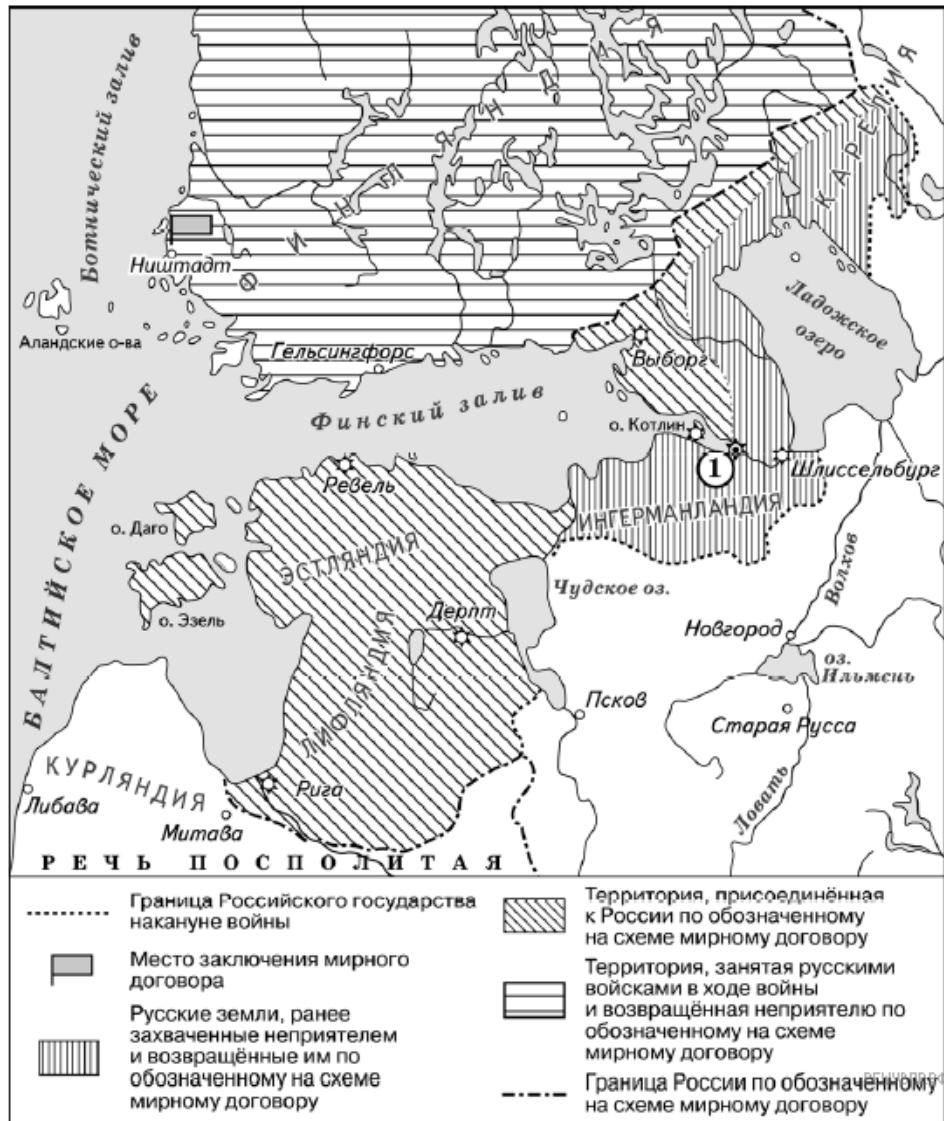 Ботнический залив
ФИНЛЯНДИЯ
КАРЕЛИЯ
Ништадт
Ладожское
озеро
Аландские о-ва
Гельсингфорс
Выборг
Финский залив
о. Котлин
1
Шлиссельбург
БАЛТИЙСКОЕ МОРЕ
Ревель
ИНГЕРМАНЛАНДИЯ
о. Даго
ЭСТЛЯНДИЯ
Чудское оз.
Волхов
о. Эзель
Дерпт
Новгород
оз.
Ильмень
ЛИФЛЯНДИЯ
Псков
Старая Русса
КУРЛЯНДИЯ
Рига
Ловать
Либава
Митава
РЕЧЬ ПОСПОЛИТАЯ
Граница Российского государства
накануне войны
Место заключения мирного
договора
Русские земли, ранее
захваченные неприятелем
и возвращённые им по
обозначенному на схеме
мирному договору
Территория, присоединённая
к России по обозначенному
на схеме мирному договору
Территория, занятая русскими
войсками в ходе войны
и возвращённая неприятелю по
обозначенному на схеме
мирному договору
Граница России по обозначенному
на схеме мирному договору